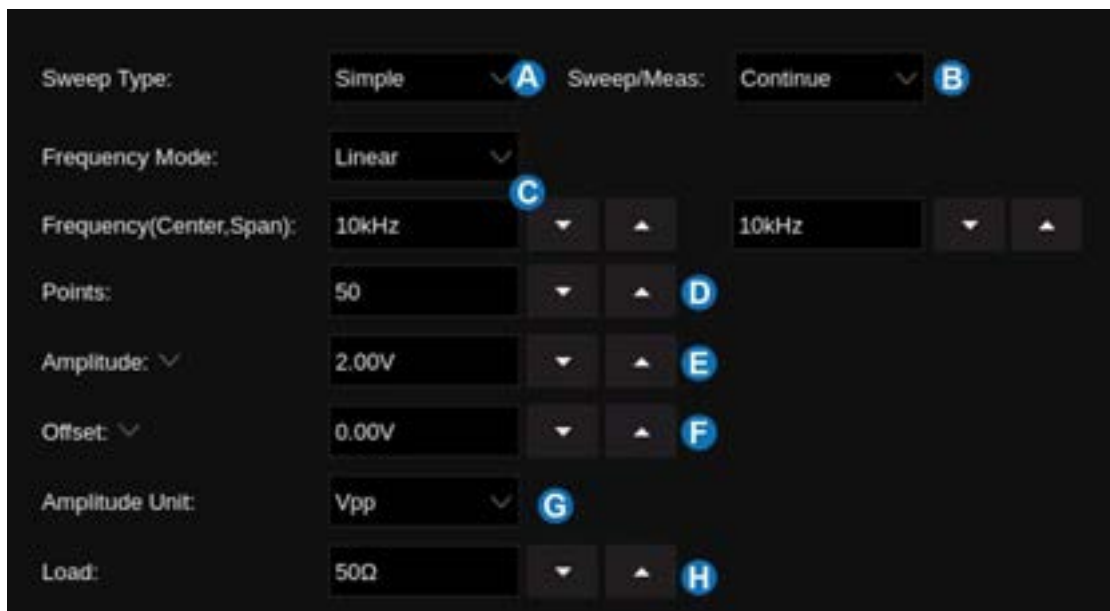 Sweep Type: Simple A Sweep/Meas: Continue B
Frequency Mode: Linear
C
Frequency(Center,Span): 10kHz 10kHz
Points: 50 D
Amplitude: 2.00V E
Offset: 0.00V F
Amplitude Unit: Vpp G
Load: 50Ω H